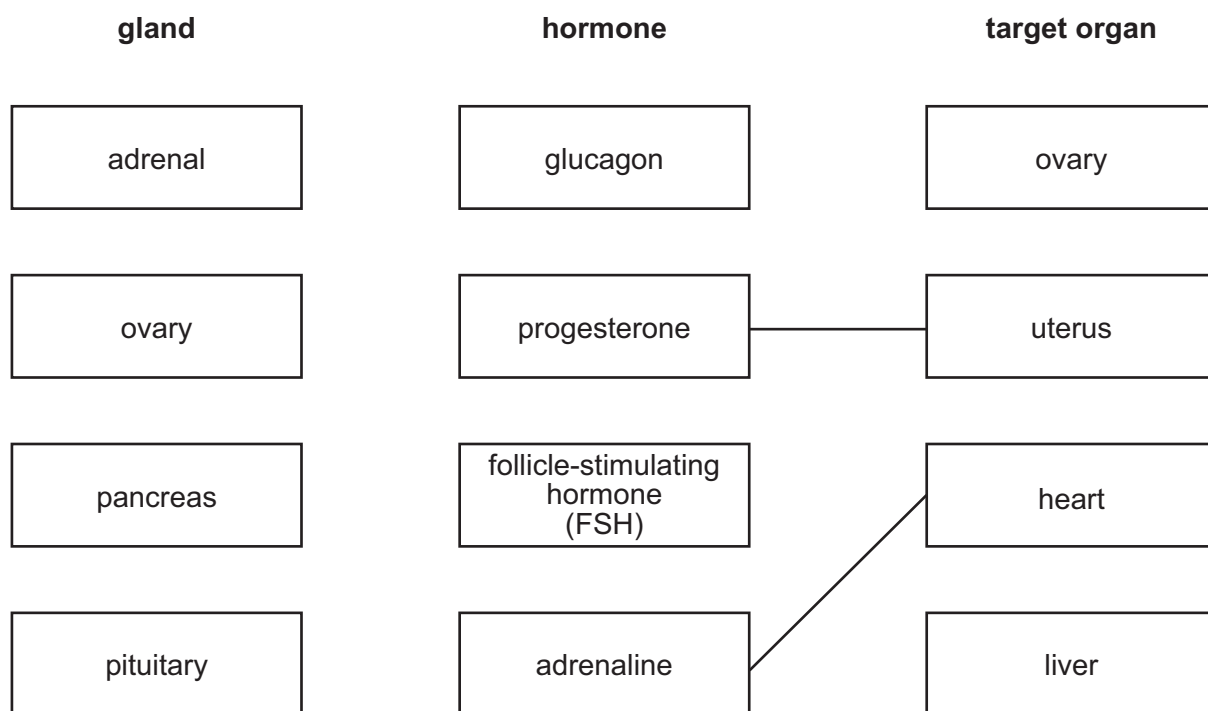 gland hormone target organ
adrenal glucagon ovary
ovary progesterone uterus
pancreas follicle-stimulating hormone (FSH) heart
pituitary adrenaline liver